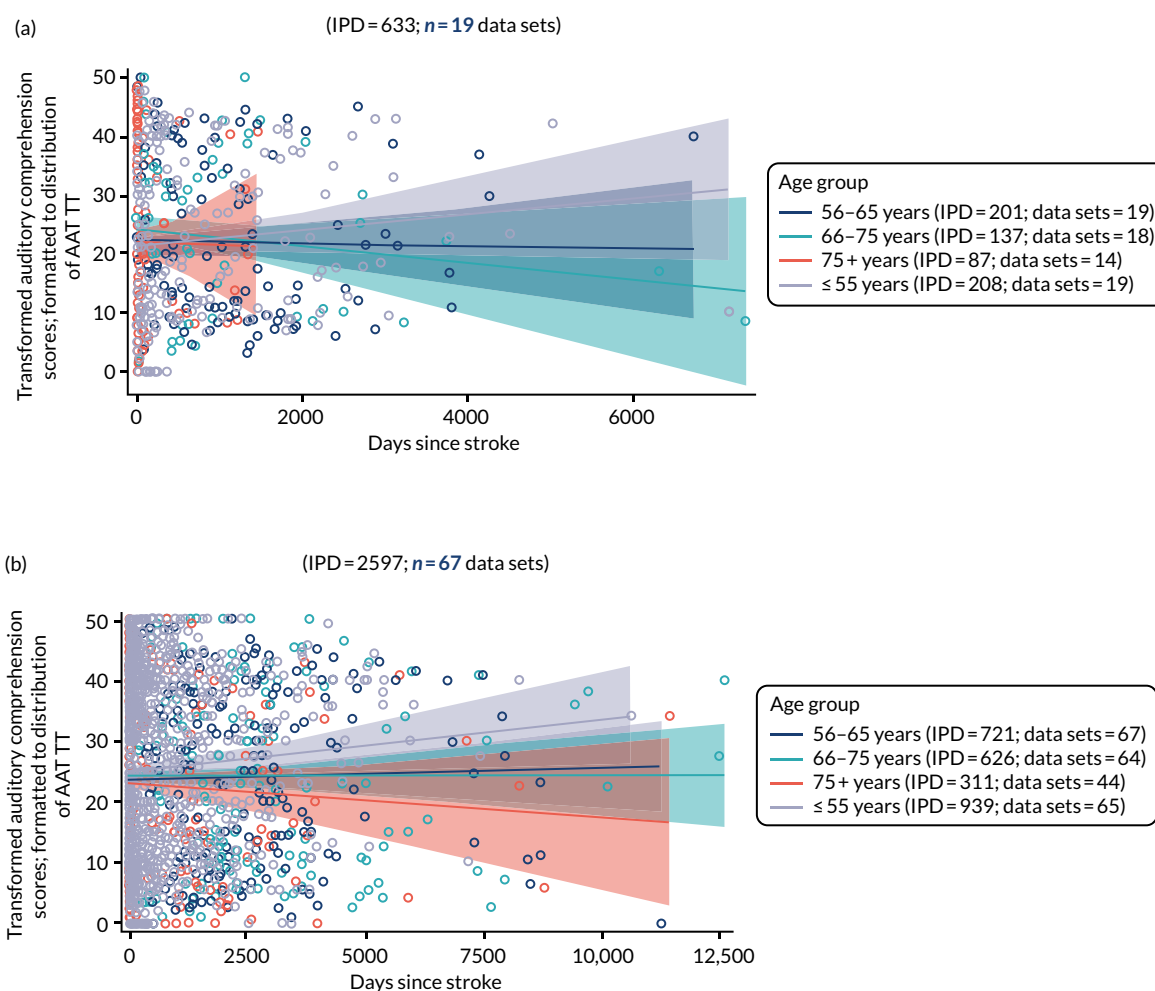 (a)
(IPD = 633; n = 19 data sets)
Transformed auditory comprehension
scores; formatted to distribution
of AAT TT
50
40
30
20
10
0
0
2000
4000
6000
Days since stroke
Age group
56–65 years (IPD = 201; data sets = 19)
66–75 years (IPD = 137; data sets = 18)
75+ years (IPD = 87; data sets = 14)
≤ 55 years (IPD = 208; data sets = 19)
(b)
(IPD = 2597; n = 67 data sets)
Transformed auditory comprehension
scores; formatted to distribution
of AAT TT
50
40
30
20
10
0
0
2500
5000
7500
10,000
12,500
Days since stroke
Age group
56–65 years (IPD = 721; data sets = 67)
66–75 years (IPD = 626; data sets = 64)
75+ years (IPD = 311; data sets = 44)
≤ 55 years (IPD = 939; data sets = 65)